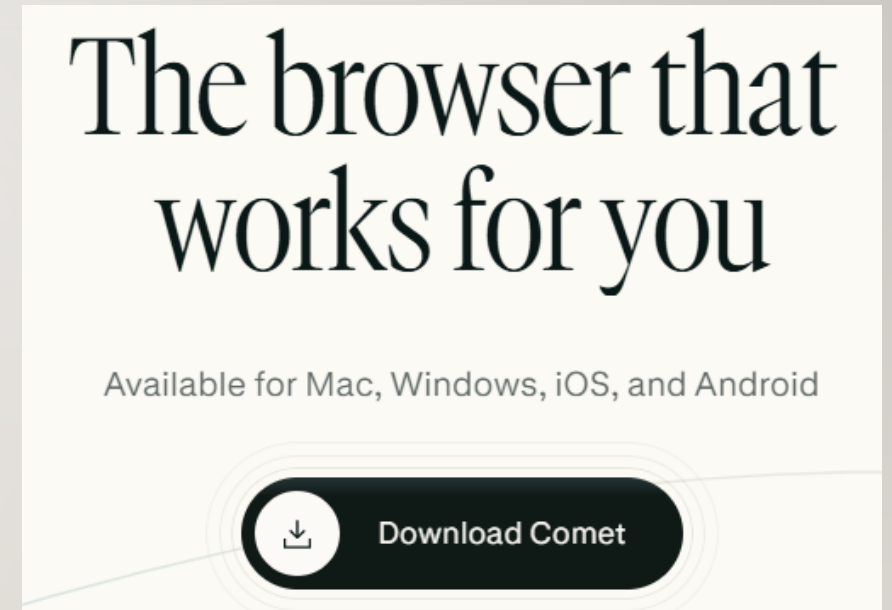 The browser that
works for you
Available for Mac, Windows, iOS, and Android
Download Comet